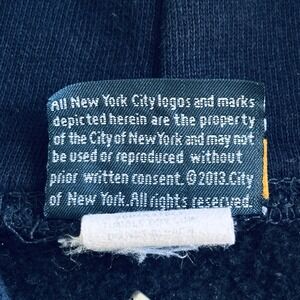 All New York City logos and marks
depicted herein are the property
of the City of New York and may not
be used or reproduced without
prior written consent. ©2013. City
of New York. All rights reserved.